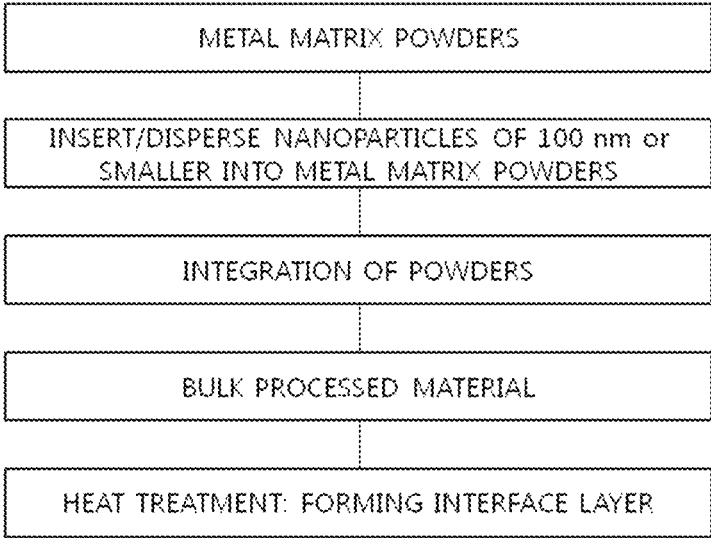 METAL MATRIX POWDERS
INSERT/DISPERSE NANOPARTICLES OF 100 nm or
SMALLER INTO METAL MATRIX POWDERS
INTEGRATION OF POWDERS
BULK PROCESSED MATERIAL
HEAT TREATMENT: FORMING INTERFACE LAYER